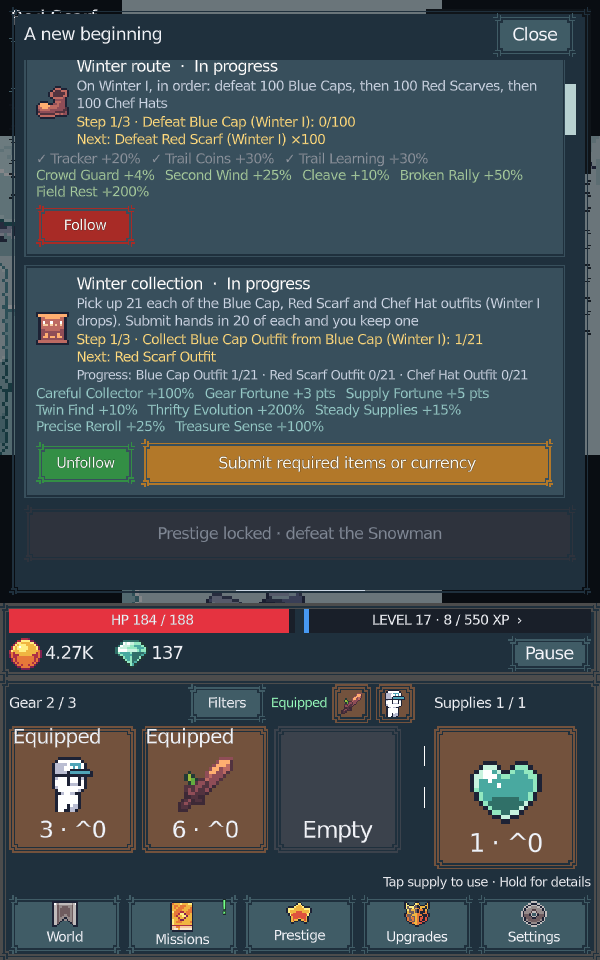 A new beginning
Close
Winter route · In progress
On Winter I, in order: defeat 100 Blue Caps, then 100 Red Scarves, then
100 Chef Hats
Step 1/3 · Defeat Blue Cap (Winter I): 0/100
Next: Defeat Red Scarf (Winter I) ×100
✓ Tracker +20% ✓ Trail Coins +30% ✓ Trail Learning +30%
Crowd Guard +4% Second Wind +25% Cleave +10% Broken Rally +50%
Field Rest +200%
Follow
Winter collection · In progress
Pick up 21 each of the Blue Cap, Red Scarf and Chef Hat outfits (Winter I
drops). Submit hands in 20 of each and you keep one
Step 1/3 · Collect Blue Cap Outfit from Blue Cap (Winter I): 1/21
Next: Red Scarf Outfit
Progress: Blue Cap Outfit 1/21 · Red Scarf Outfit 0/21 · Chef Hat Outfit 0/21
Careful Collector +100% Gear Fortune +3 pts Supply Fortune +5 pts
Twin Find +10% Thrifty Evolution +200% Steady Supplies +15%
Precise Reroll +25% Treasure Sense +100%
Unfollow
Submit required items or currency
Prestige locked · defeat the Snowman
HP 184 / 188
LEVEL 17 · 8 / 550 XP ›
4.27K
137
Pause
Gear 2 / 3
Filters
Equipped
Supplies 1 / 1
Equipped
3 · ^0
Equipped
6 · ^0
Empty
1 · ^0
Tap supply to use · Hold for details
World
Missions
!
Prestige
Upgrades
Settings